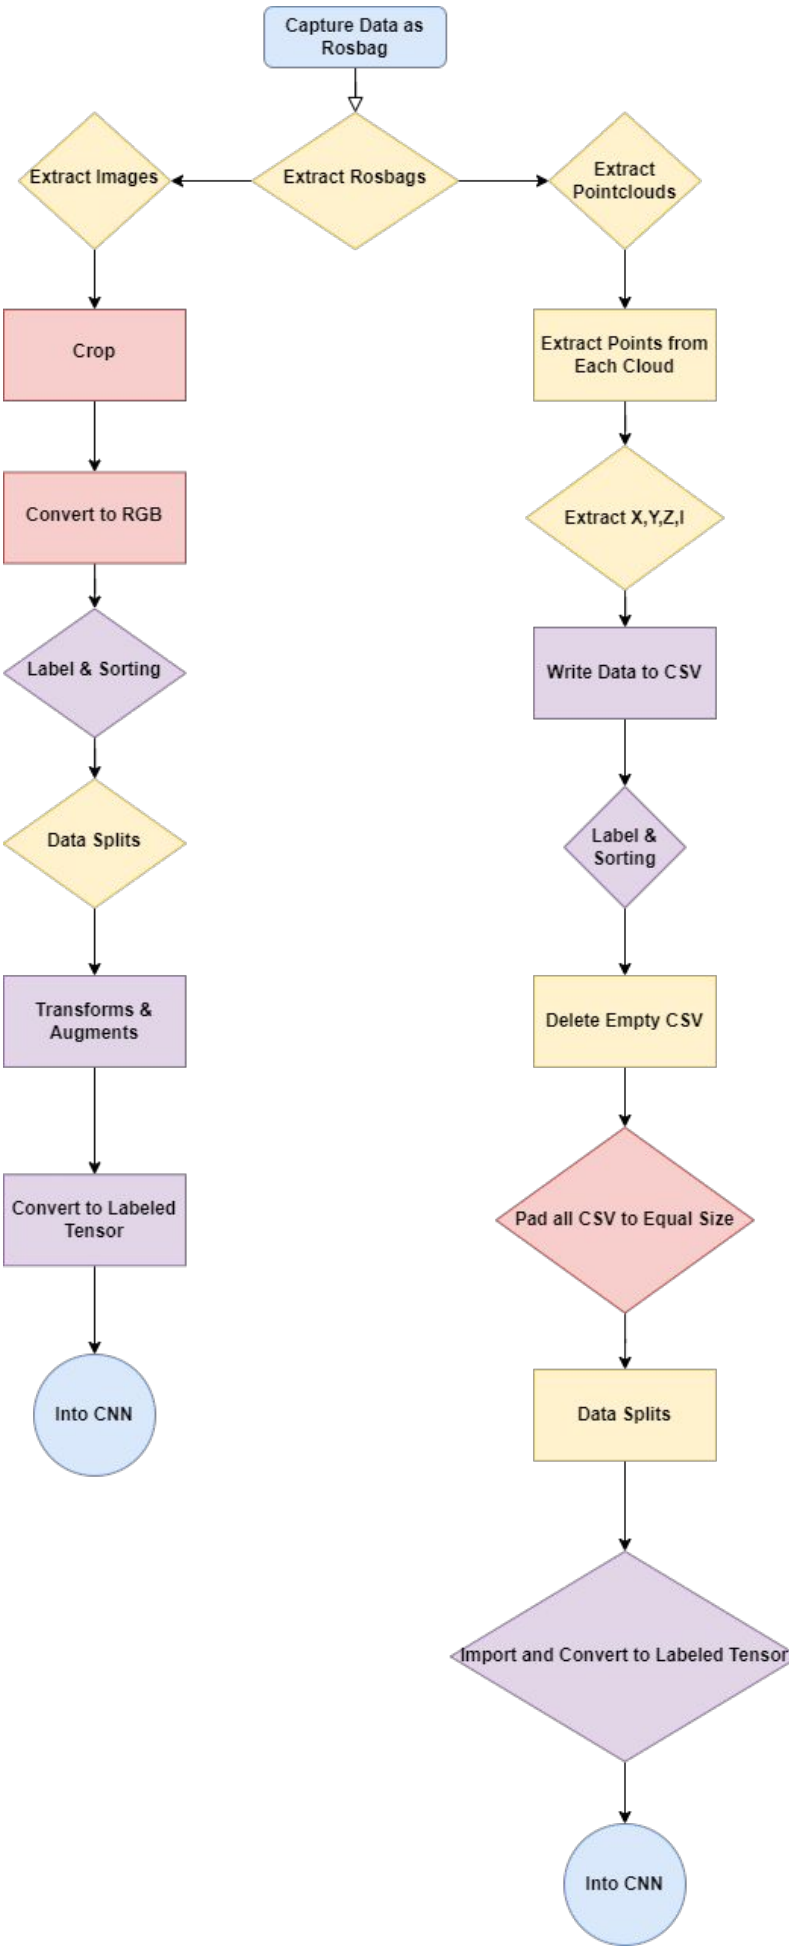 Capture Data as
Rosbag
Extract Images
Extract Rosbags
Extract
Pointclouds
Crop
Extract Points from
Each Cloud
Convert to RGB
Extract X,Y,Z,I
Label & Sorting
Write Data to CSV
Data Splits
Label &
Sorting
Transforms &
Augments
Delete Empty CSV
Convert to Labeled
Tensor
Pad all CSV to Equal Size
Into CNN
Data Splits
Import and Convert to Labeled Tensor
Into CNN